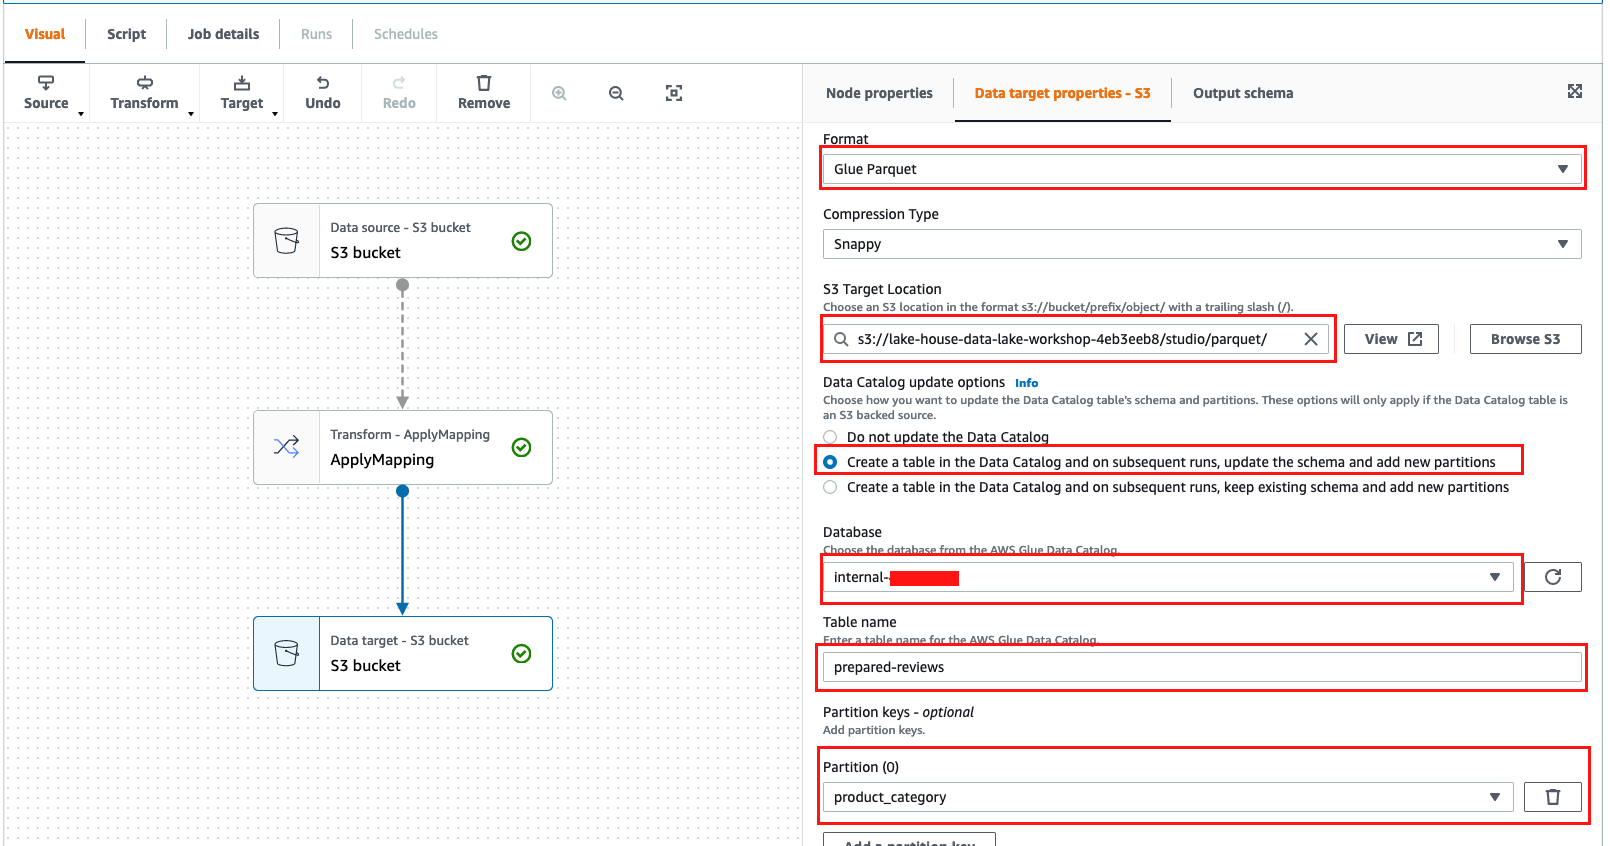 Visual
Script
Job details
Runs
Schedules
Source
Transform
Target
Undo
Redo
Remove
Data source - S3 bucket
S3 bucket
Transform - ApplyMapping
ApplyMapping
Data target - S3 bucket
S3 bucket
Node properties
Data target properties - S3
Output schema
Format
Glue Parquet
Compression Type
Snappy
S3 Target Location
Choose an S3 location in the format s3://bucket/prefix/object/ with a trailing slash (/).
s3://lake-house-data-lake-workshop-4eb3eeb8/studio/parquet/
View
Browse S3
Data Catalog update options Info
Choose how you want to update the Data Catalog table's schema and partitions. These options will only apply if the Data Catalog table is
an S3 backed source.
Do not update the Data Catalog
Create a table in the Data Catalog and on subsequent runs, update the schema and add new partitions
Create a table in the Data Catalog and on subsequent runs, keep existing schema and add new partitions
Database
Choose the database from the AWS Glue Data Catalog.
internal-
Table name
Enter a table name for the AWS Glue Data Catalog.
prepared-reviews
Partition keys - optional
Add partition keys.
Partition (0)
product_category
Add a partition key